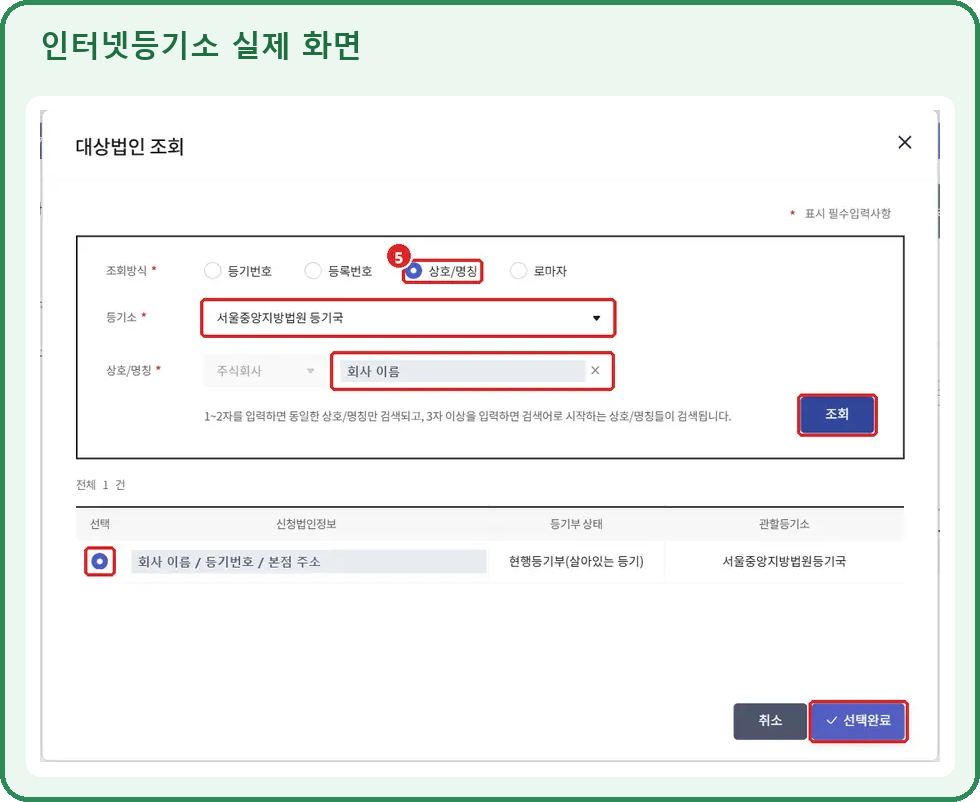 인터넷등기소 실제 화면
대상법인 조회
* 표시 필수입력사항
5
조회방식 * 등기번호 등록번호 상호/명칭 로마자
등기소 * 서울중앙지방법원 등기국
상호/명칭 * 주식회사 회사 이름
1~2자를 입력하면 동일한 상호/명칭만 검색되고, 3자 이상을 입력하면 검색어로 시작하는 상호/명칭들이 검색됩니다.
조회
전체 1 건
선택 신청법인정보 등기부 상태 관할등기소
회사 이름 / 등기번호 / 본점 주소 현행등기부(살아있는 등기) 서울중앙지방법원등기국
취소 선택완료